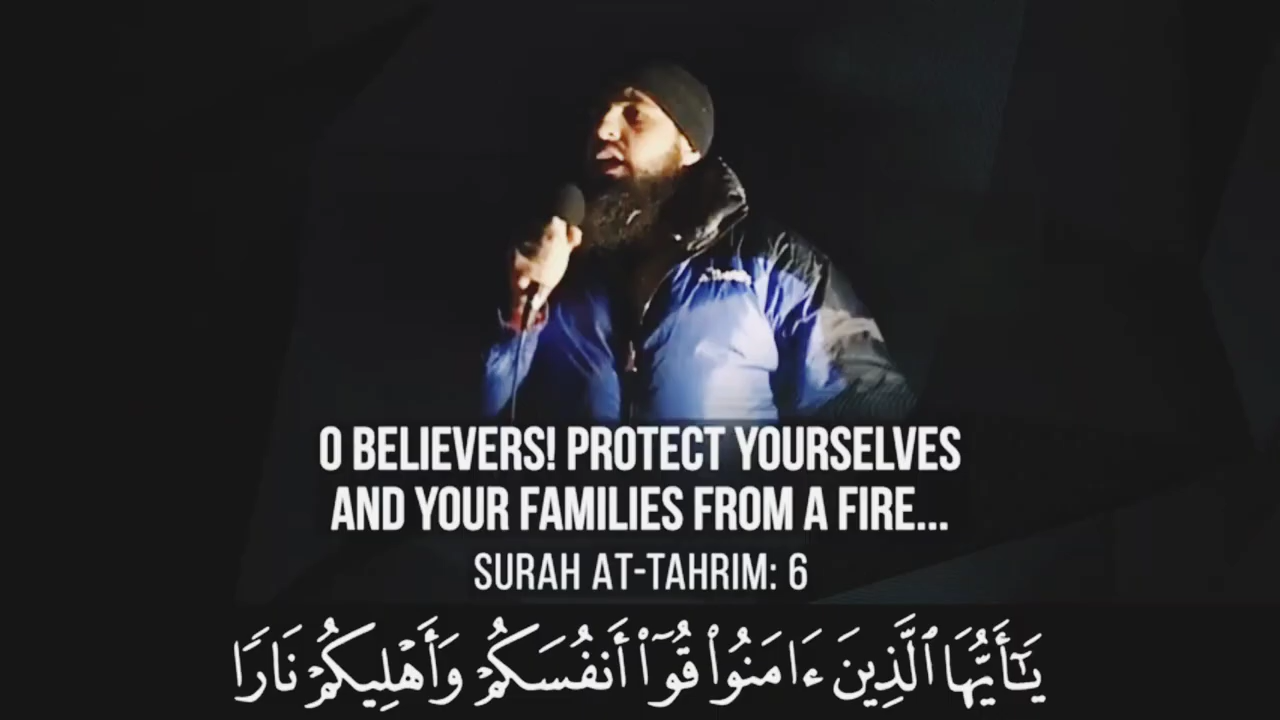 O BELIEVERS! PROTECT YOURSELVES
AND YOUR FAMILIES FROM A FIRE...
SURAH AT-TAHRIM: 6
يَـٰٓأَيُّهَا ٱلَّذِينَ ءَامَنُوا۟ قُوٓا۟ أَنفُسَكُمْ وَأَهْلِيكُمْ نَارًا